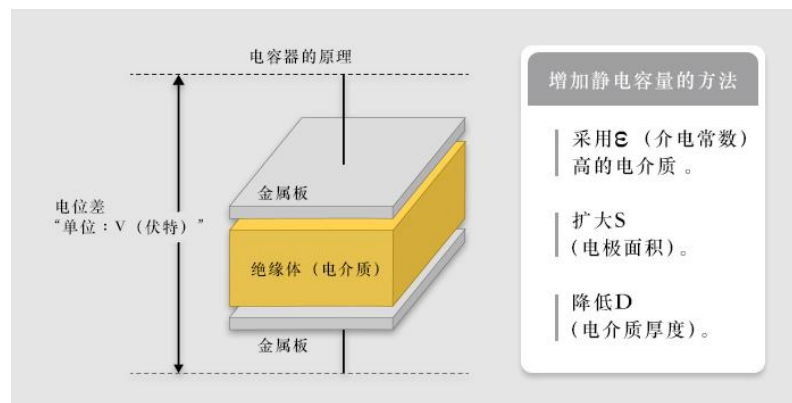 电容器的原理
电位差
“单位：V（伏特）”
金属板
绝缘体（电介质）
金属板
增加静电容量的方法
采用ε（介电常数）
高的电介质。
扩大S
(电极面积)。
降低D
(电介质厚度)。